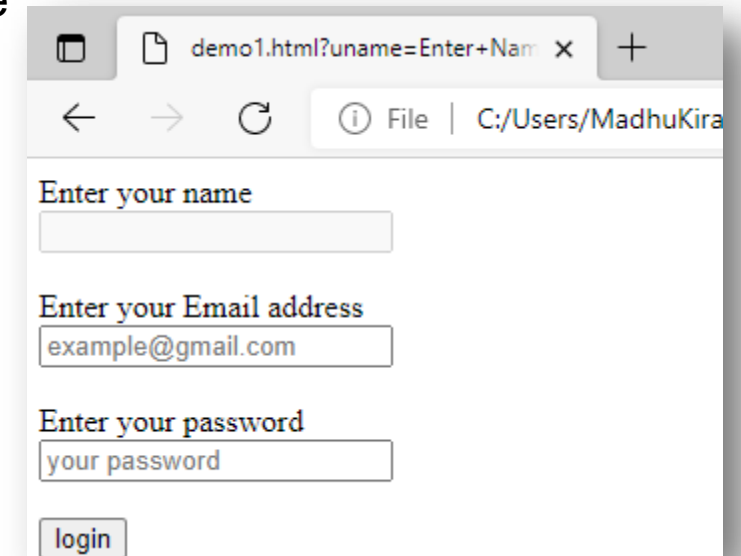 e
demo1.html?uname=Enter+Nam
File | C:/Users/MadhuKira
Enter your name
Enter your Email address
example@gmail.com
Enter your password
your password
login